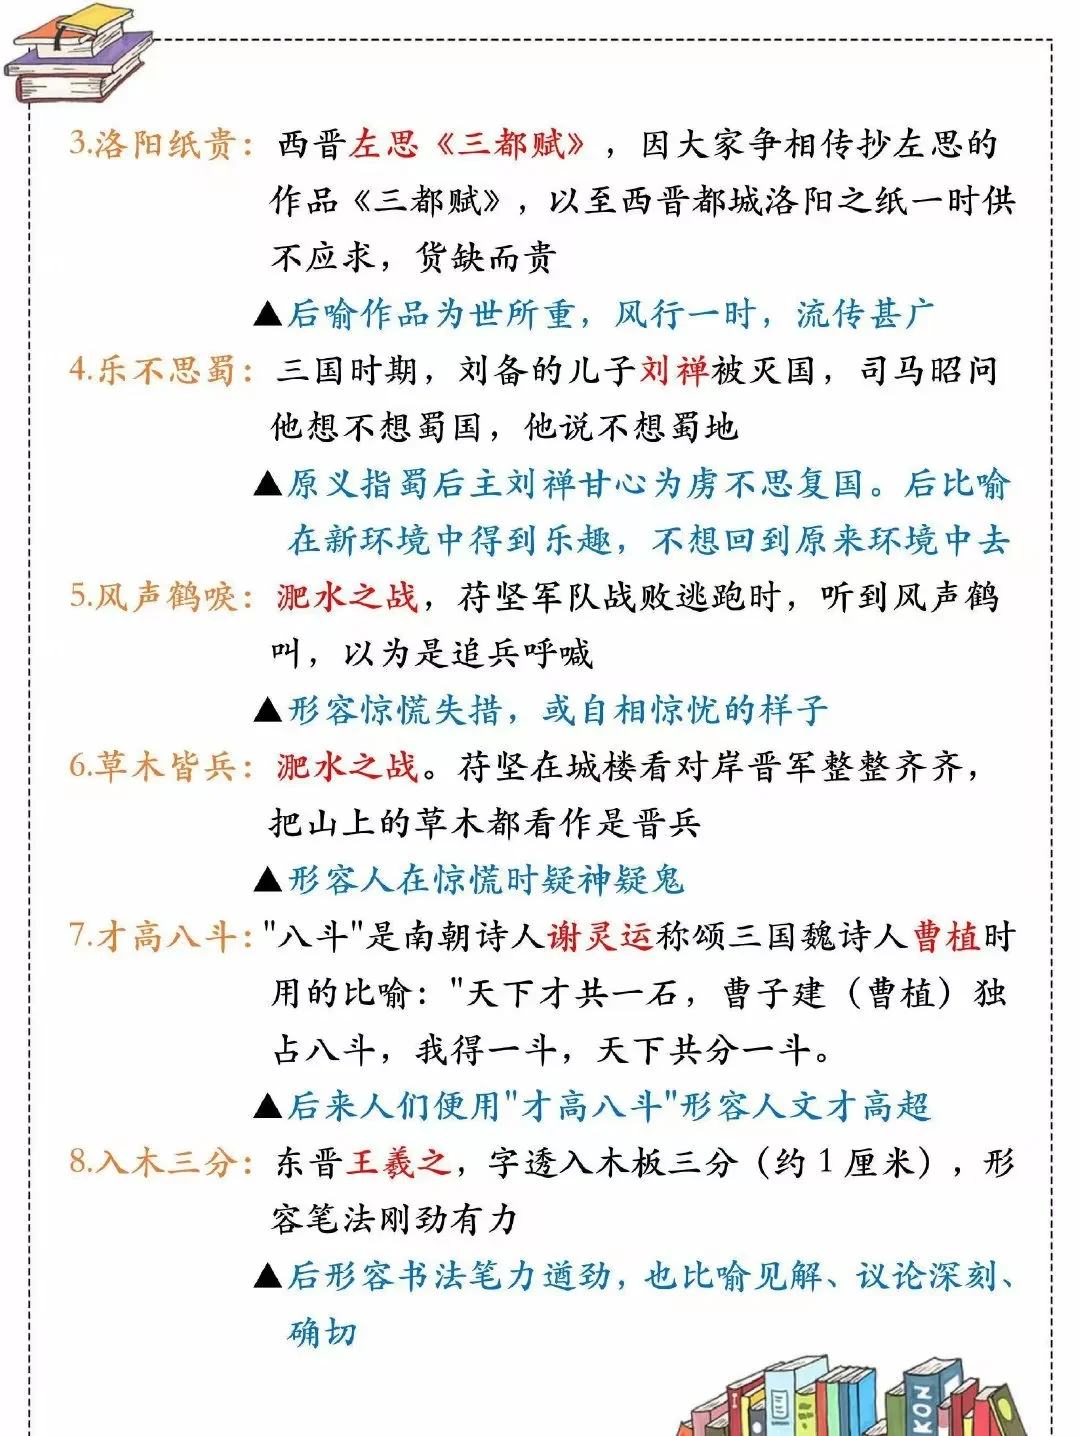 3.洛阳纸贵：西晋左思《三都赋》，因大家争相传抄左思的
作品《三都赋》，以至西晋都城洛阳之纸一时供
不应求，货缺而贵
▲后喻作品为世所重，风行一时，流传甚广
4.乐不思蜀：三国时期，刘备的儿子刘禅被灭国，司马昭问
他想不想蜀国，他说不想蜀地
▲原义指蜀后主刘禅甘心为虏不思复国。后比喻
在新环境中得到乐趣，不想回到原来环境中去
5.风声鹤唳：淝水之战，苻坚军队战败逃跑时，听到风声鹤
叫，以为是追兵呼喊
▲形容惊慌失措，或自相惊忧的样子
6.草木皆兵：淝水之战。苻坚在城楼看对岸晋军整整齐齐，
把山上的草木都看作是晋兵
▲形容人在惊慌时疑神疑鬼
7.才高八斗："八斗"是南朝诗人谢灵运称颂三国魏诗人曹植时
用的比喻："天下才共一石，曹子建（曹植）独
占八斗，我得一斗，天下共分一斗。
▲后来人们便用"才高八斗"形容人文才高超
8.入木三分：东晋王羲之，字透入木板三分（约1厘米），形
容笔法刚劲有力
▲后形容书法笔力遒劲，也比喻见解、议论深刻、
确切
KON